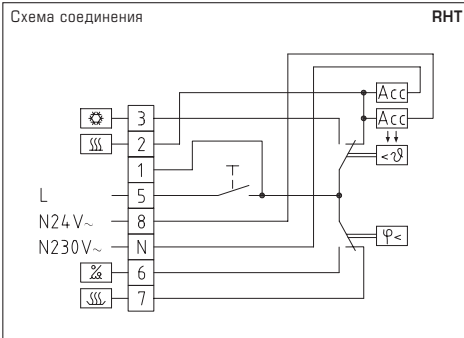 Схема соединения RHT
Acc
3 Acc
2 <ϑ
1
L 5
N24V~ 8
N230V~ N φ<
% 6
7